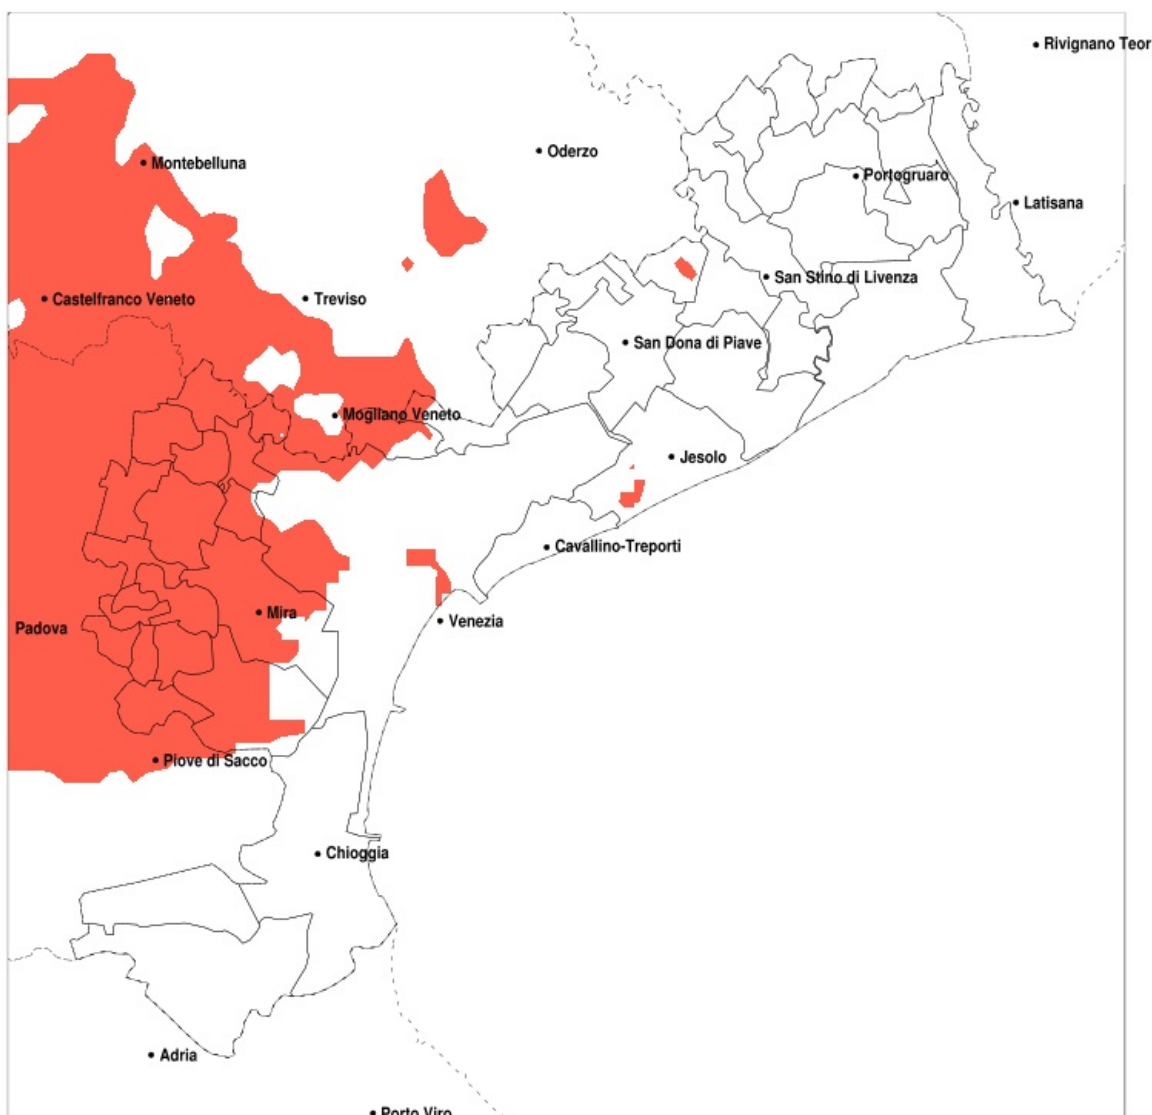 Rivignano Teor
Oderzo
Montebelluna
Portogruaro
Latisana
San Stino di Livenza
Castelfranco Veneto
Treviso
San Dona di Piave
Mogliano Veneto
Jesolo
Cavallino-Treporti
Mira
Venezia
Padova
Piove di Sacco
Chioggia
Adria
Porto Viro